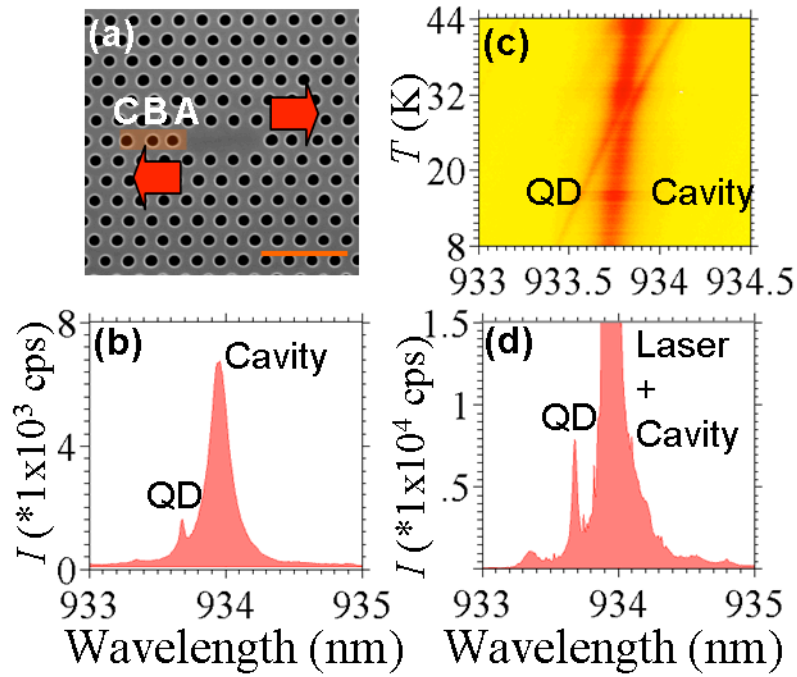 (a)
CBA
(c)
T (K)
44
32
20
8
QD
Cavity
933
933.5
934
934.5
(b)
I (*1x10³ cps)
8
4
0
Cavity
QD
933
934
935
Wavelength (nm)
(d)
I (*1x10⁴ cps)
1.5
1
.5
Laser
+
Cavity
QD
933
934
935
Wavelength (nm)